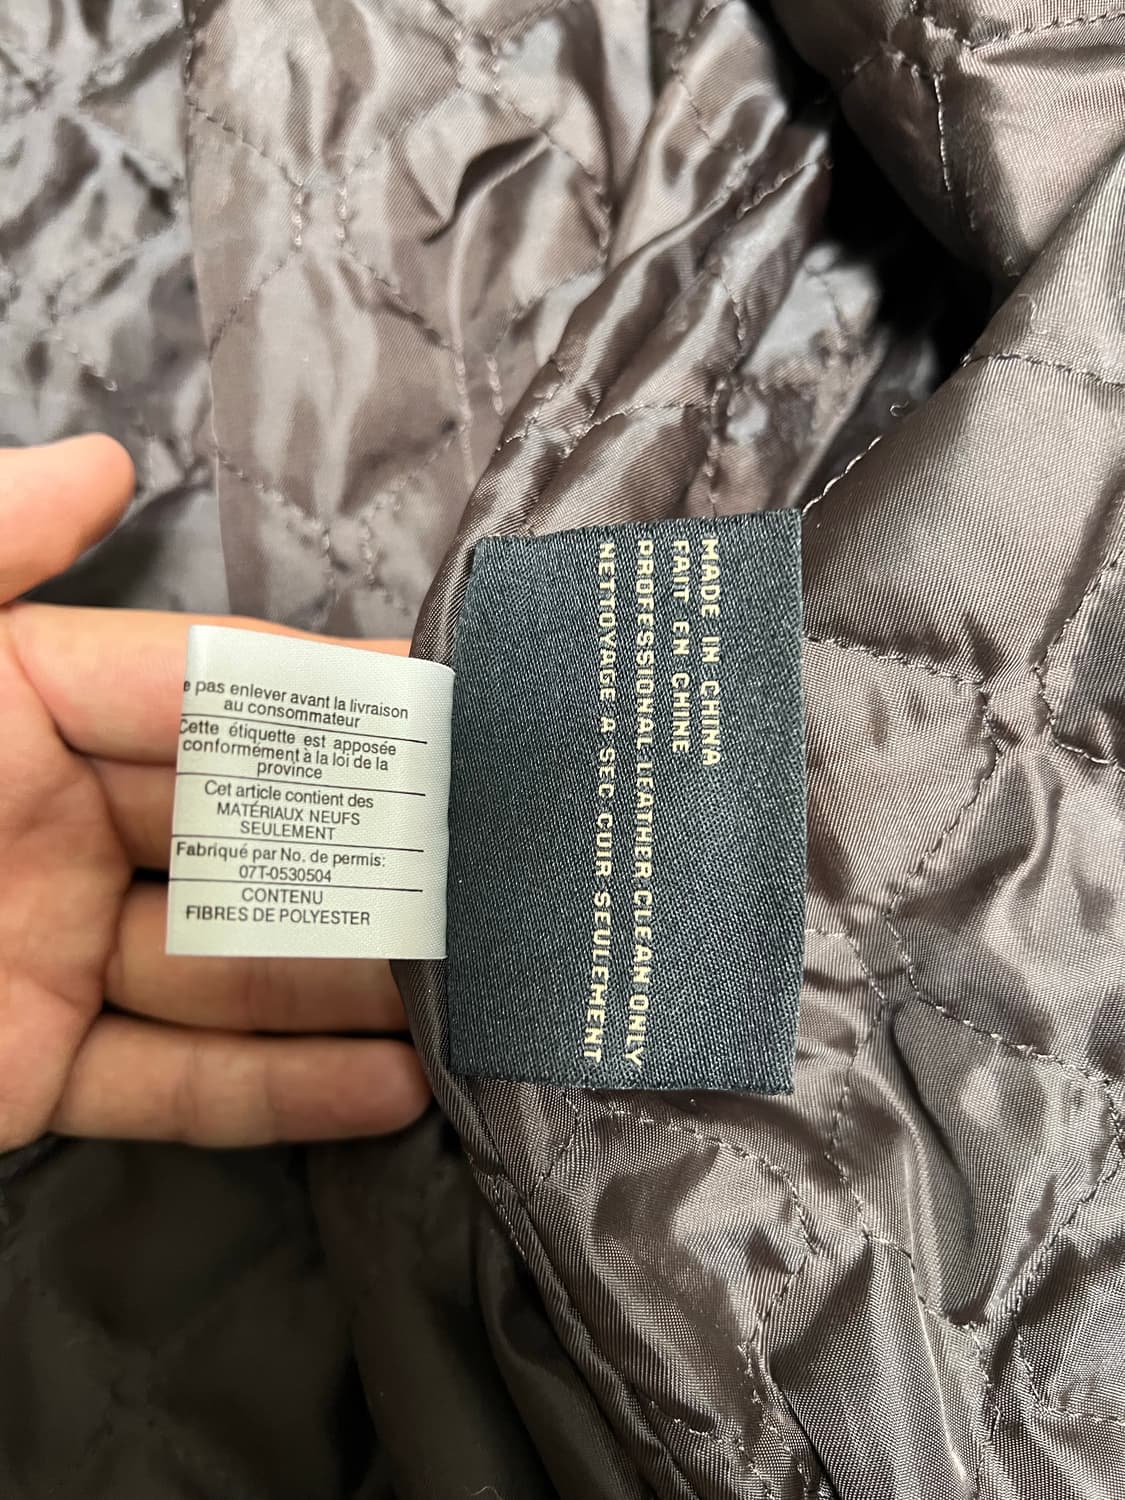 e pas enlever avant la livraison
au consommateur
Cette étiquette est apposée
conformément à la loi de la
province
Cet article contient des
MATÉRIAUX NEUFS
SEULEMENT
Fabriqué par No. de permis:
07T-0530504
CONTENU
FIBRES DE POLYESTER
MADE IN CHINA
FAIT EN CHINE
PROFESSIONAL LEATHER CLEAN ONLY
NETTOYAGE A SEC CUIR SEULEMENT